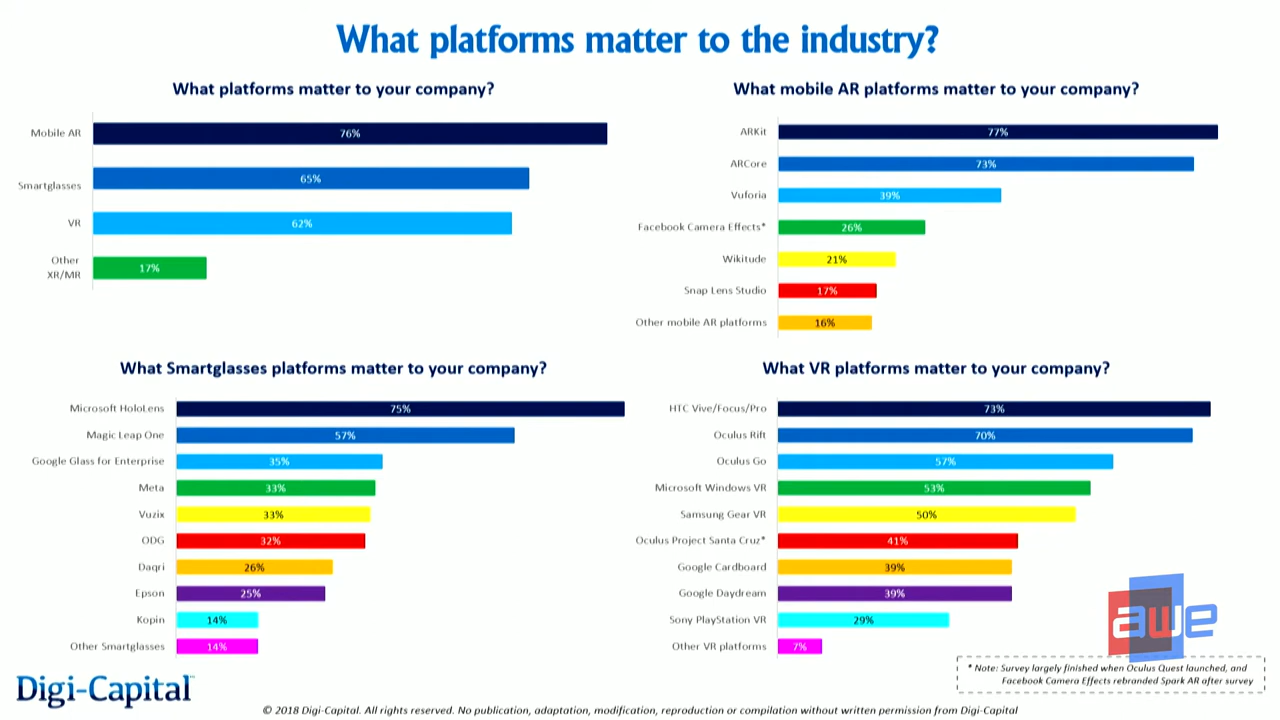 What platforms matter to the industry?
What platforms matter to your company?
Mobile AR 76%
Smartglasses 65%
VR 62%
Other
XR/MR 17%
What mobile AR platforms matter to your company?
ARKit 77%
ARCore 73%
Vuforia 39%
Facebook Camera Effects* 26%
Wikitude 21%
Snap Lens Studio 17%
Other mobile AR platforms 16%
What Smartglasses platforms matter to your company?
Microsoft HoloLens 75%
Magic Leap One 57%
Google Glass for Enterprise 35%
Meta 33%
Vuzix 33%
ODG 32%
Daqri 26%
Epson 25%
Kopin 14%
Other Smartglasses 14%
What VR platforms matter to your company?
HTC Vive/Focus/Pro 73%
Oculus Rift 70%
Oculus Go 57%
Microsoft Windows VR 53%
Samsung Gear VR 50%
Oculus Project Santa Cruz* 41%
Google Cardboard 39%
Google Daydream 39%
Sony PlayStation VR 29%
Other VR platforms 7%
awe
* Note: Survey largely finished when Oculus Quest launched, and
Facebook Camera Effects rebranded Spark AR after survey
Digi-Capital
© 2018 Digi-Capital. All rights reserved. No publication, adaptation, modification, reproduction or compilation without written permission from Digi-Capital